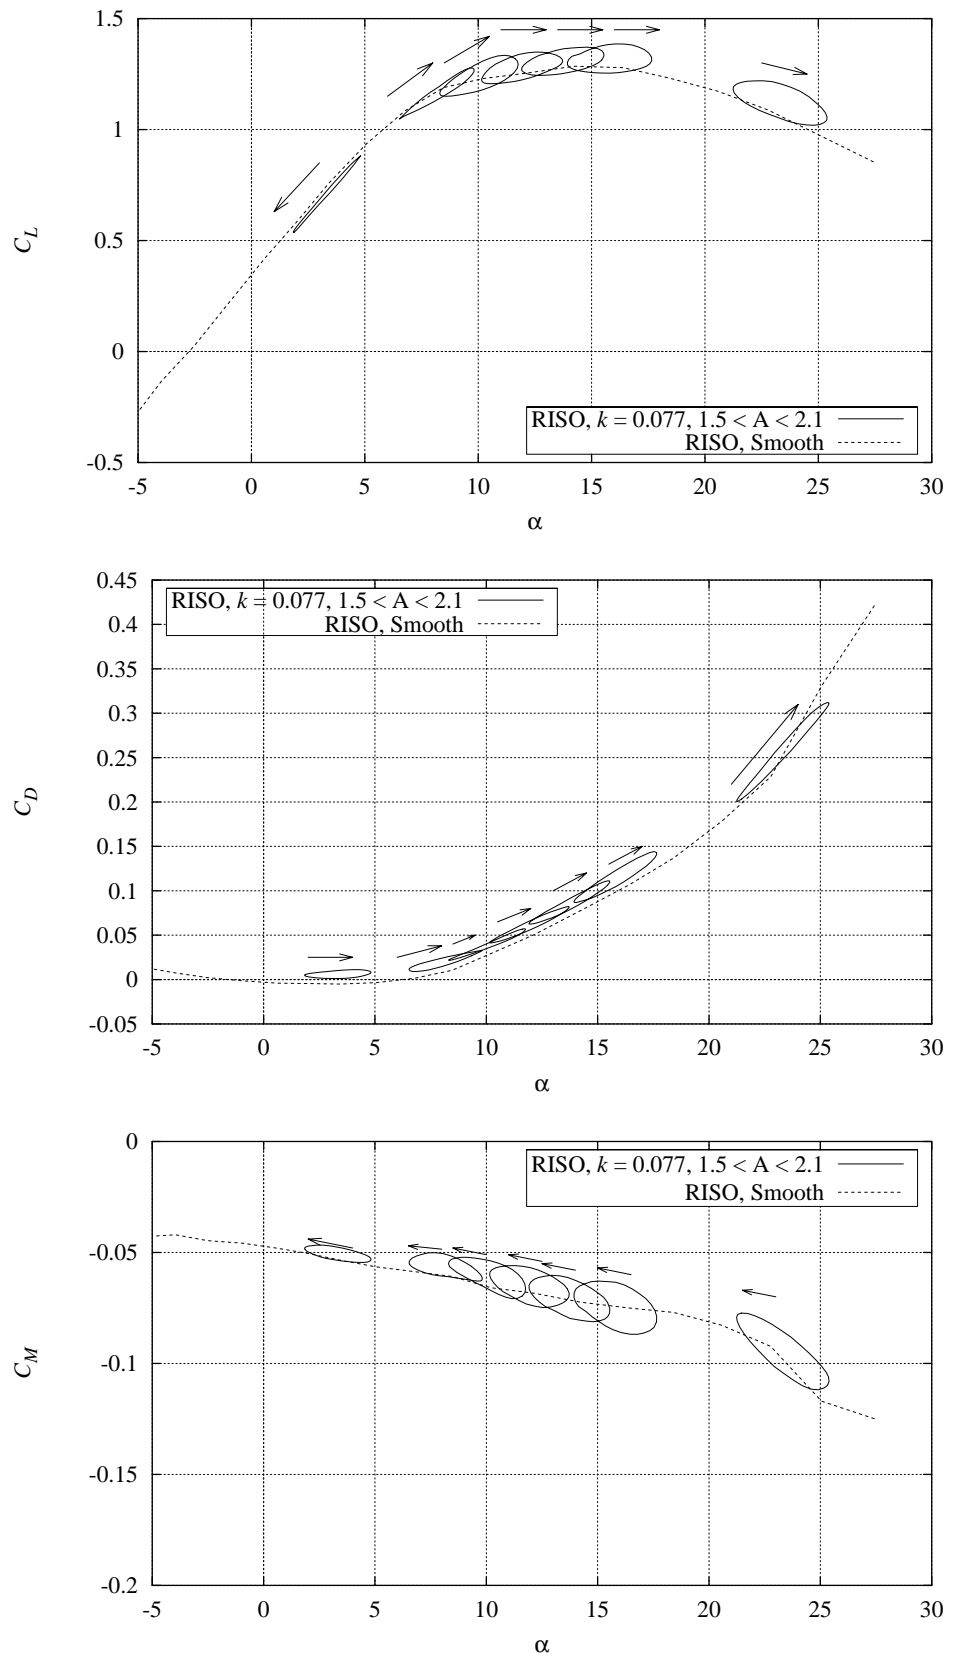 1.5
1
0.5
0
-0.5
C_L
-5 0 5 10 15 20 25 30
α
RISO, k = 0.077, 1.5 < A < 2.1
RISO, Smooth
0.45
0.4
0.35
0.3
0.25
0.2
0.15
0.1
0.05
0
-0.05
C_D
-5 0 5 10 15 20 25 30
α
RISO, k = 0.077, 1.5 < A < 2.1
RISO, Smooth
0
-0.05
-0.1
-0.15
-0.2
C_M
-5 0 5 10 15 20 25 30
α
RISO, k = 0.077, 1.5 < A < 2.1
RISO, Smooth